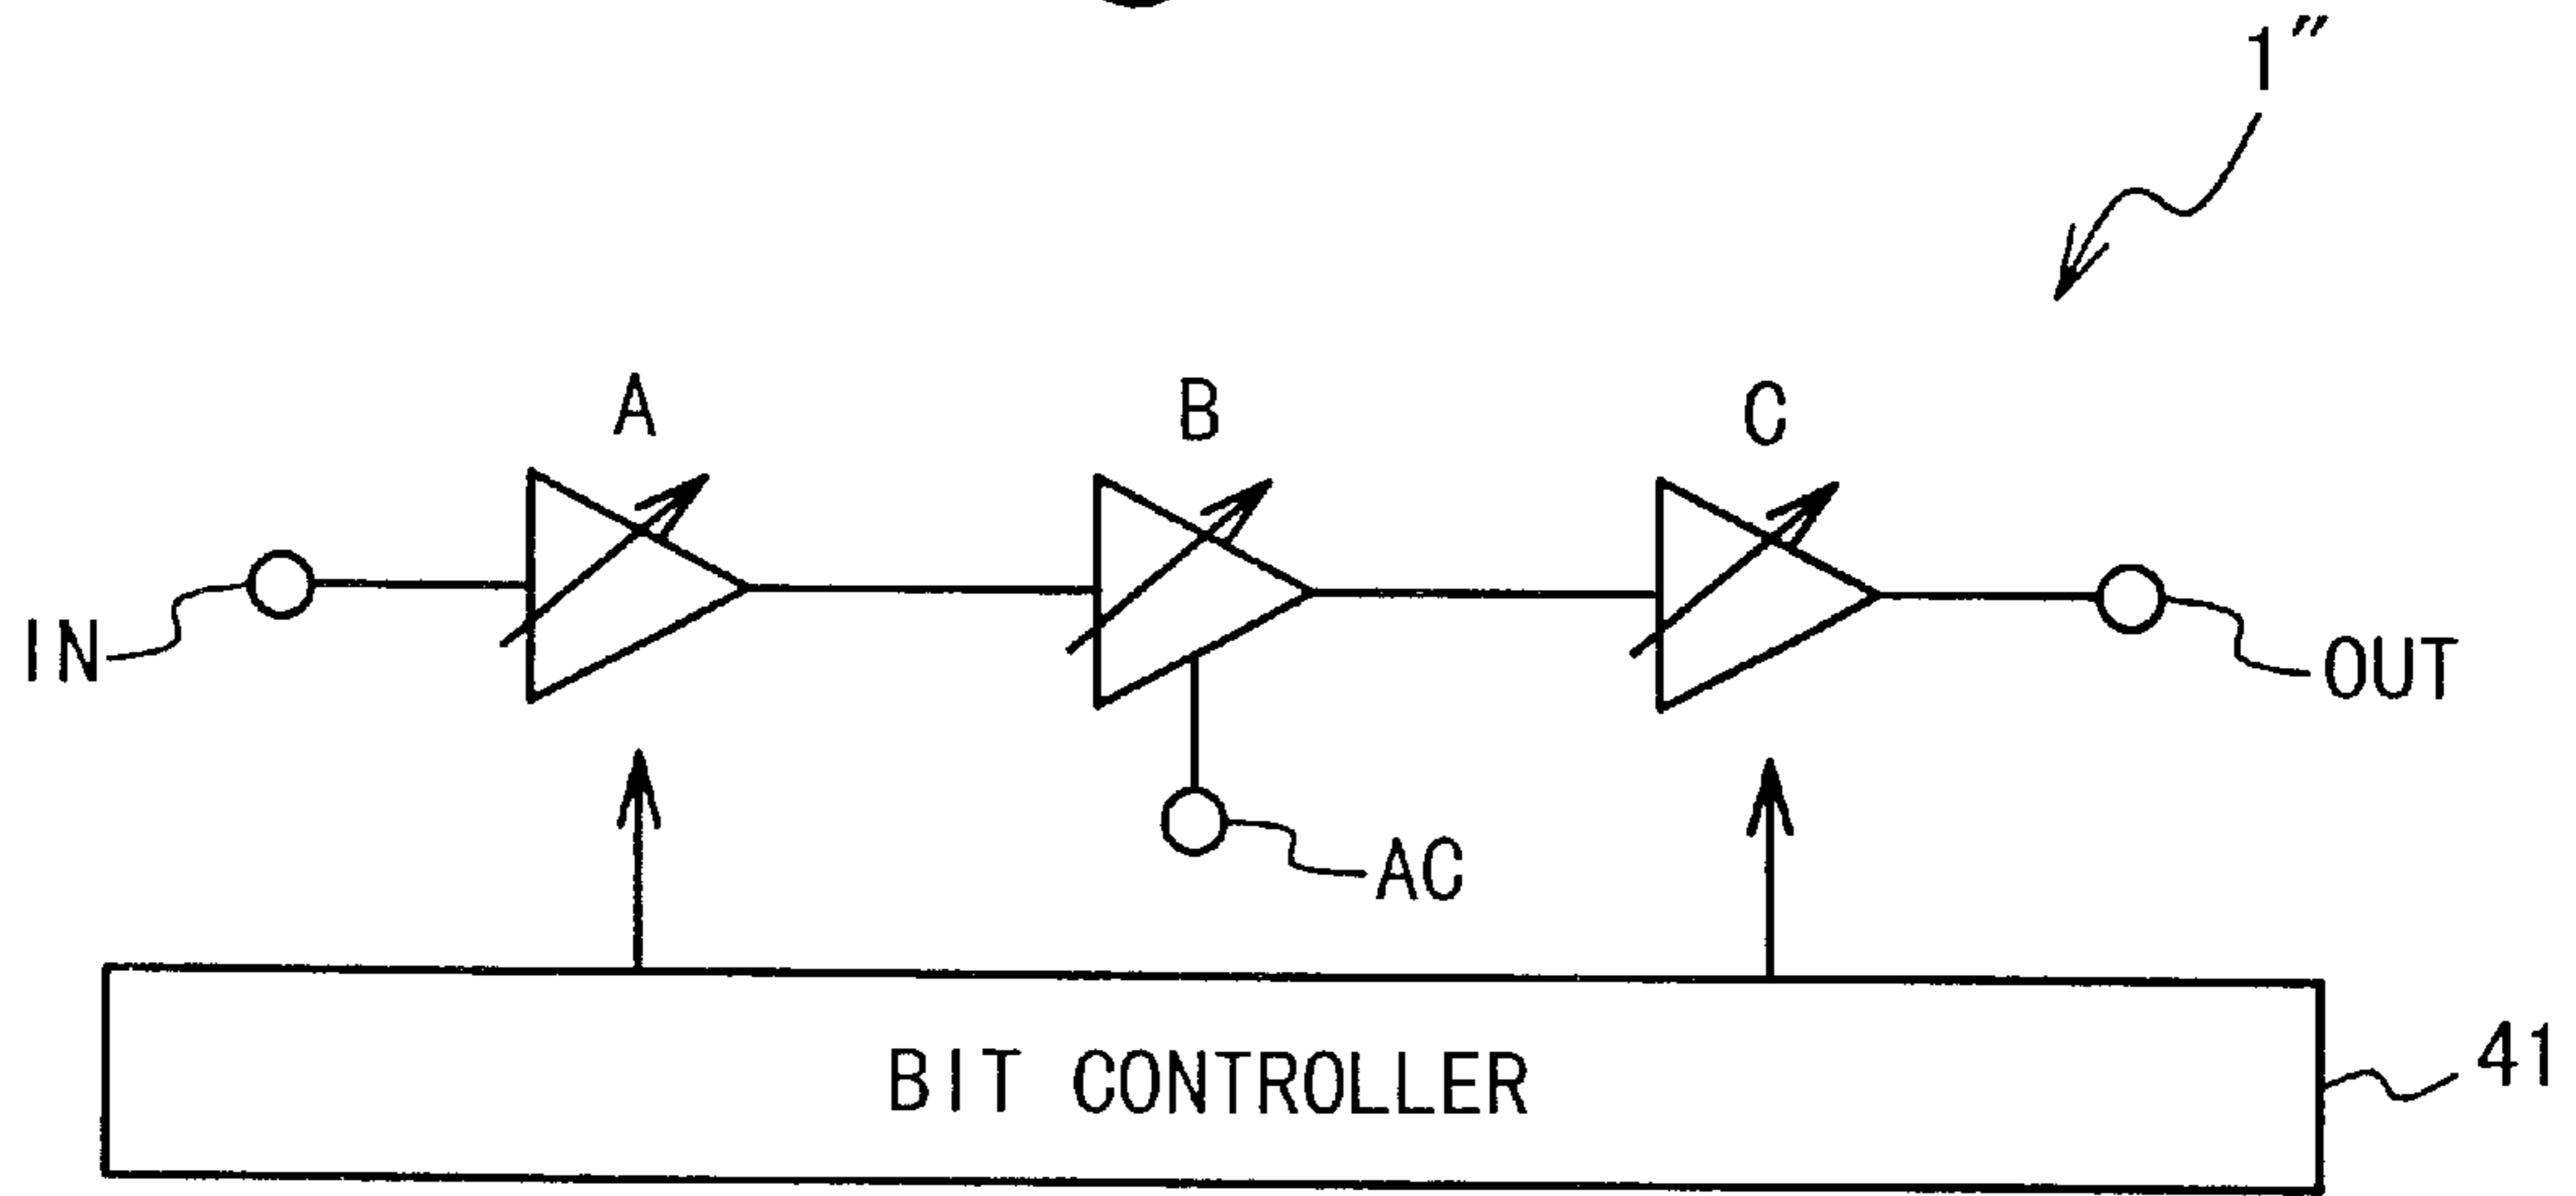 1″
A
B
C
IN
OUT
AC
BIT CONTROLLER
41